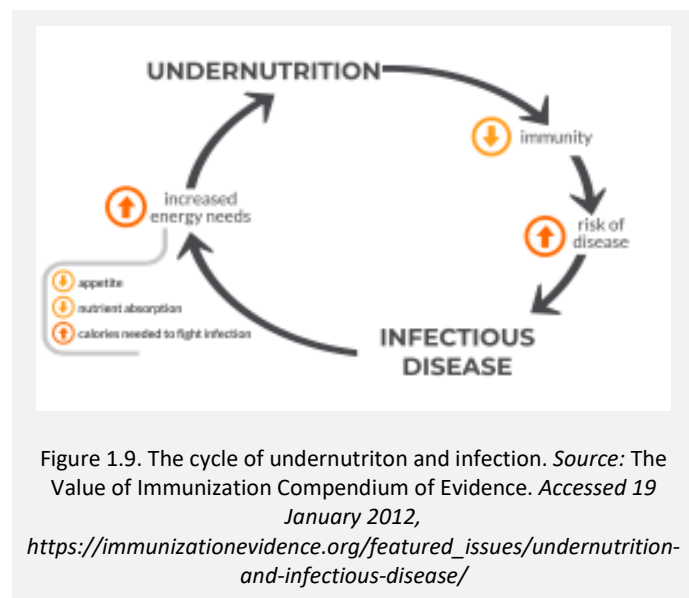 UNDERNUTRITION
immunity
risk of
disease
INFECTIOUS
DISEASE
increased
energy needs
appetite
nutrient absorption
calories needed to fight infection
Figure 1.9. The cycle of undernutriton and infection. Source: The
Value of Immunization Compendium of Evidence. Accessed 19
January 2012,
https://immunizationevidence.org/featured_issues/undernutrition-
and-infectious-disease/